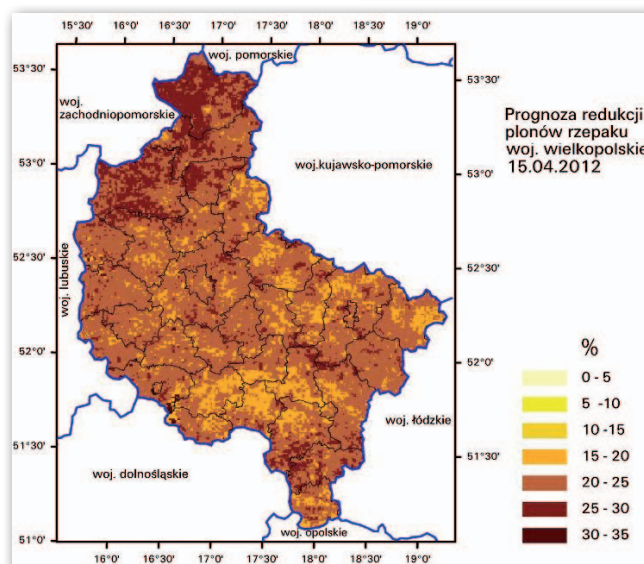 15°30' 16°0' 16°30' 17°0' 17°30' 18°0' 18°30' 19°0'
53°30' 53°30'
woj. pomorskie
woj.
zachodniopomorskie
Prognoza redukcji
plonów rzepaku
woj. wielkopolskie
15.04.2012
53°0' 53°0'
woj.kujawsko-pomorskie
52°30' 52°30'
woj. lubuskie
52°0' 52°0'
%
0 - 5
5 -10
10 -15
15 - 20
20 - 25
25 - 30
30 - 35
woj. łódzkie
51°30' 51°30'
woj. dolnośląskie
woj. opolskie
51°0'
16°0' 16°30' 17°0' 17°30' 18°0' 18°30' 19°0'